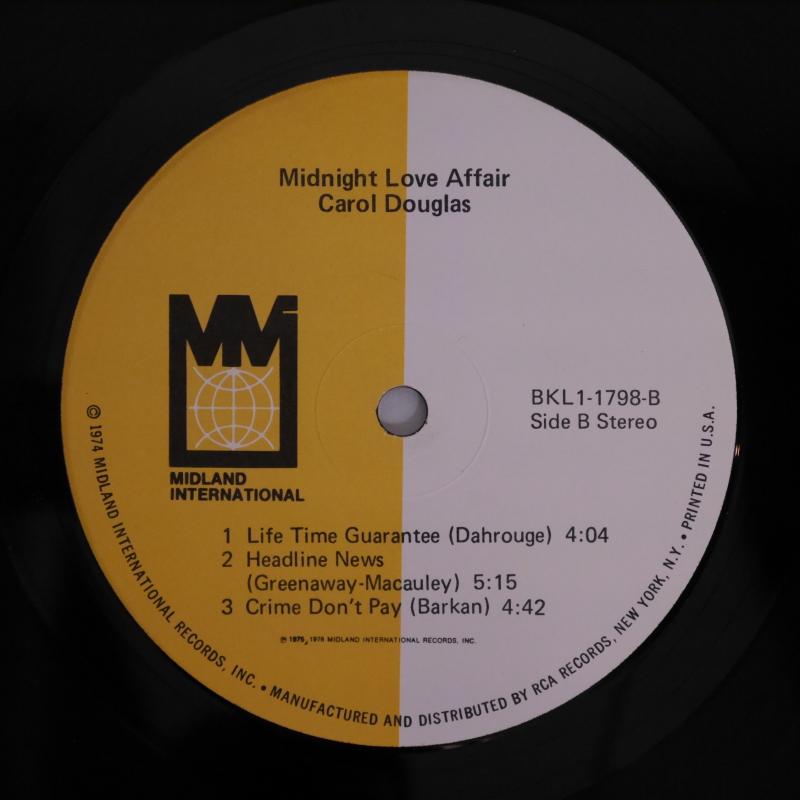 Midnight Love Affair
Carol Douglas
MIDLAND
INTERNATIONAL
BKL1-1798-B
Side B Stereo
1 Life Time Guarantee (Dahrouge) 4:04
2 Headline News
(Greenaway-Macauley) 5:15
3 Crime Don't Pay (Barkan) 4:42
℗ 1975, 1976 MIDLAND INTERNATIONAL RECORDS, INC.
© 1974 MIDLAND INTERNATIONAL RECORDS, INC. • MANUFACTURED AND DISTRIBUTED BY RCA RECORDS, NEW YORK, N.Y. • PRINTED IN U.S.A.